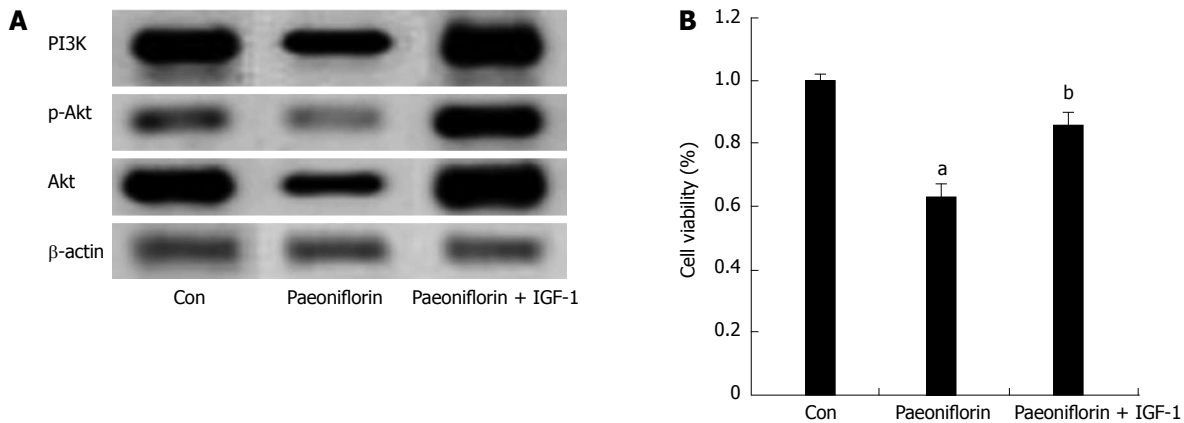 A
PI3K
p-Akt
Akt
β-actin
Con Paeoniflorin Paeoniflorin + IGF-1
B
Cell viability (%)
1.2
1.0
0.8
0.6
0.4
0.2
0
a
b
Con Paeoniflorin Paeoniflorin + IGF-1